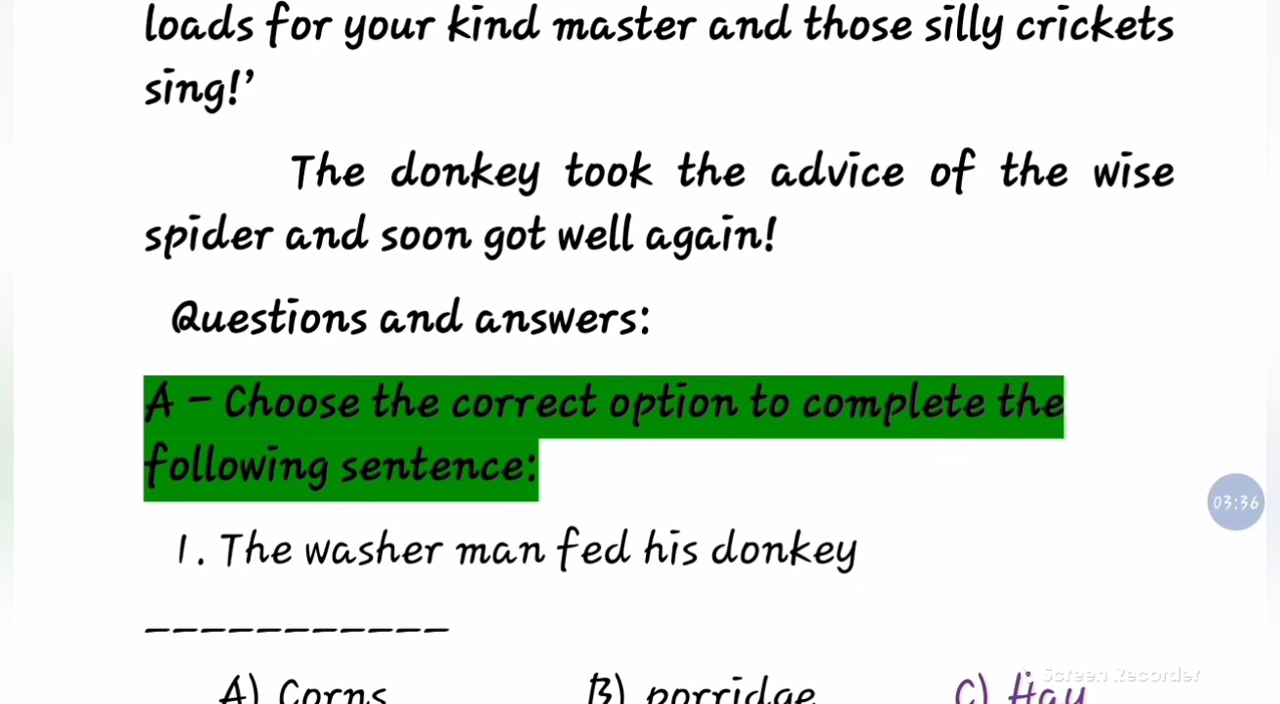 loads for your kind master and those silly crickets
sing!’
The donkey took the advice of the wise
spider and soon got well again!
Questions and answers:
A – Choose the correct option to complete the
following sentence:
1. The washer man fed his donkey
___________
03:36
A) Corns B) porridge C) Hay
Screen Recorder